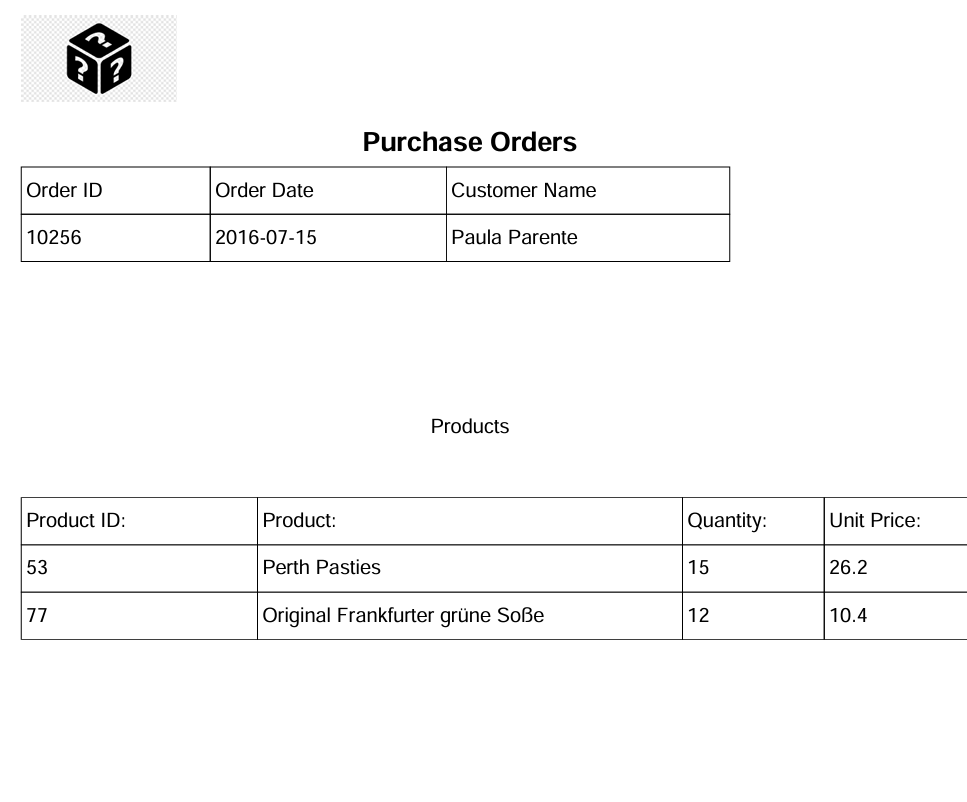 ? ? ?
Purchase Orders
Order ID Order Date Customer Name
10256 2016-07-15 Paula Parente
Products
Product ID: Product: Quantity: Unit Price:
53 Perth Pasties 15 26.2
77 Original Frankfurter grüne Soße 12 10.4